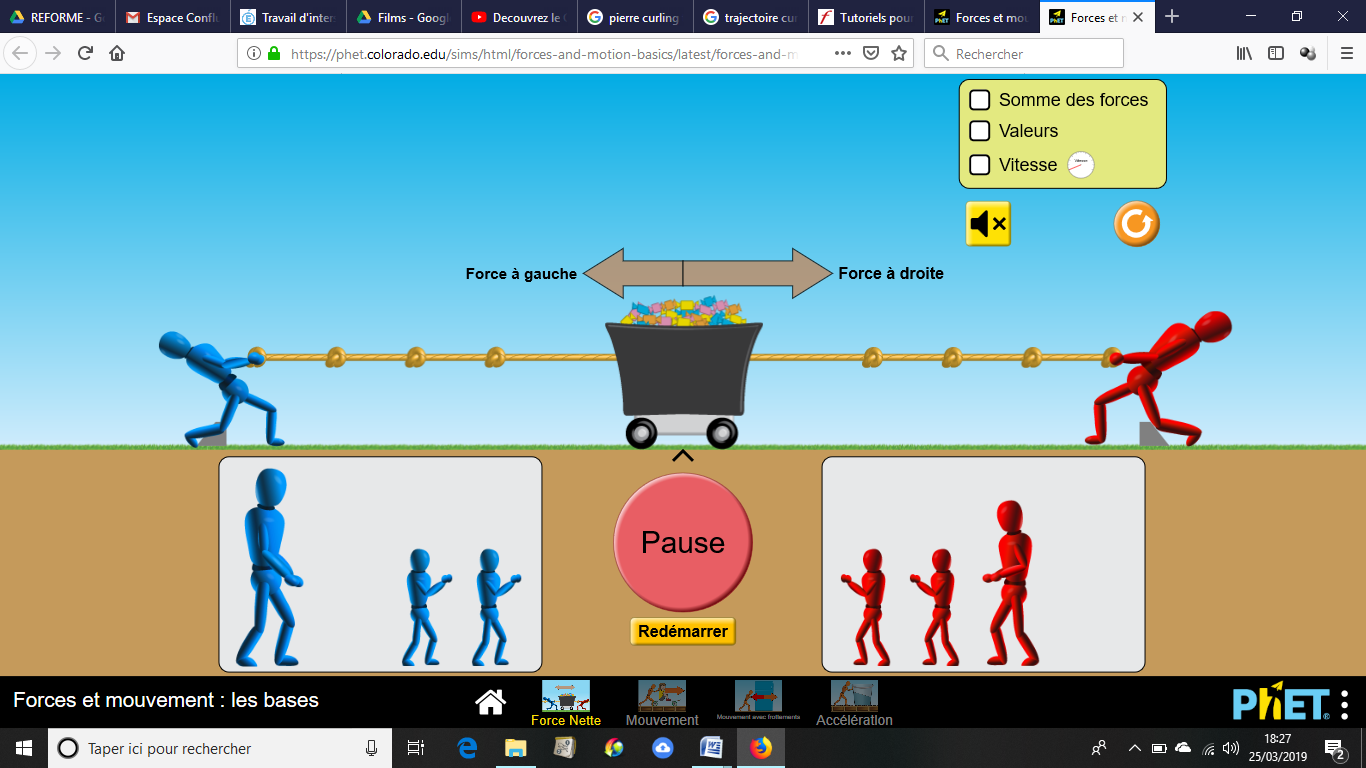 REFORME - G
Espace Conflu
Travail d'inter
Films - Googl
Decouvrez le
pierre curling
trajectoire cur
Tutoriels pour
Forces et mou
Forces et m
https://phet.colorado.edu/sims/html/forces-and-motion-basics/latest/forces-and-m
Rechercher
Somme des forces
Valeurs
Vitesse
Vitesse
Force à gauche
Force à droite
Pause
Redémarrer
Forces et mouvement : les bases
Force Nette
Mouvement
Mouvement avec frottements
Accélération
PhET
Taper ici pour rechercher
18:27
25/03/2019
2